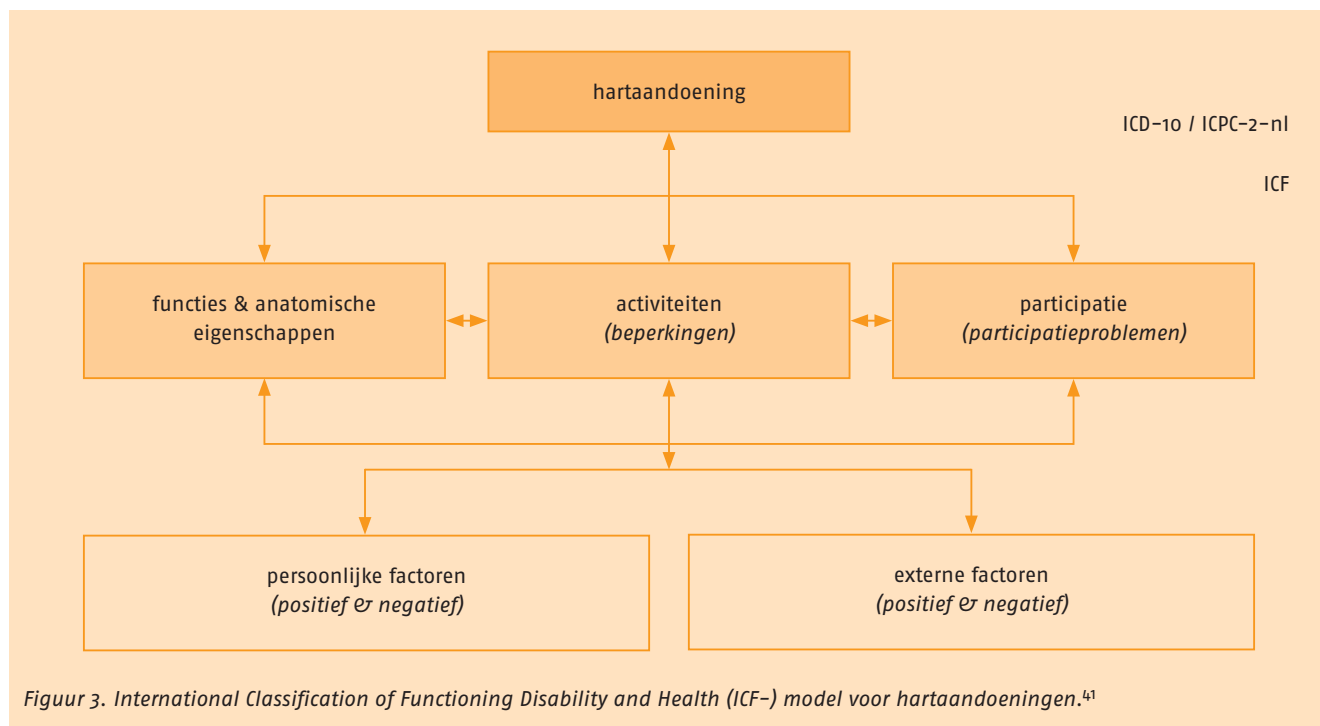 hartaandoening
ICD-10 / ICPC-2-nl
ICF
functies & anatomische
eigenschappen
activiteiten
(beperkingen)
participatie
(participatieproblemen)
persoonlijke factoren
(positief & negatief)
externe factoren
(positief & negatief)
Figuur 3. International Classification of Functioning Disability and Health (ICF-) model voor hartaandoeningen.⁴¹